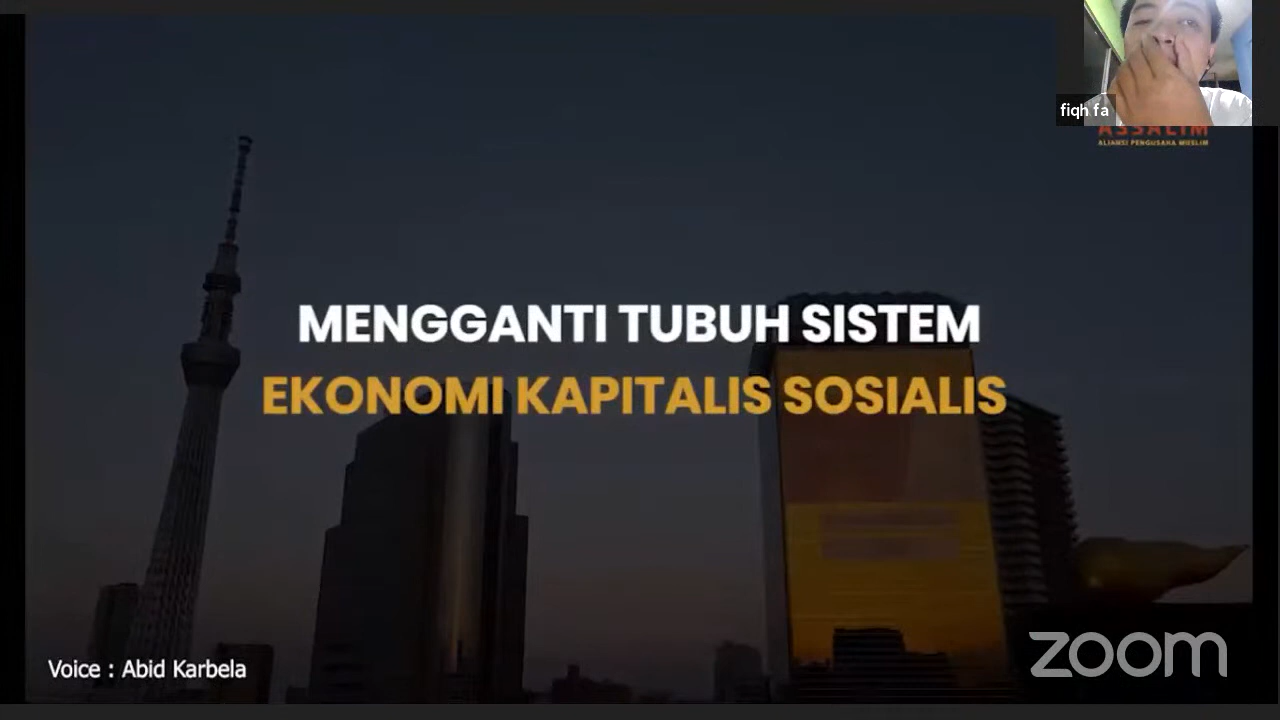 fiqh fa
ASSALIM
ALIANSI PENGUSAHA MUSLIM
MENGGANTI TUBUH SISTEM
EKONOMI KAPITALIS SOSIALIS
Voice : Abid Karbela
zoom